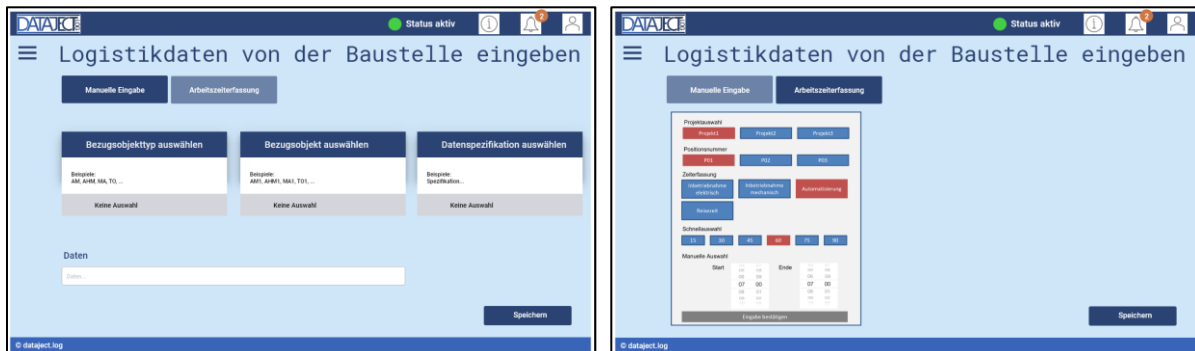 DATAJECT.LOG
Status aktiv
2
Logistikdaten von der Baustelle eingeben
Manuelle Eingabe Arbeitszeiterfassung
Bezugsobjekttyp auswählen Bezugsobjekt auswählen Datenspezifikation auswählen
Beispiele: Beispiele: Beispiele:
AM, AHM, MA, TO, ... AM1, AHM1, MA1, TO1, ... Spezifikation...
Keine Auswahl Keine Auswahl Keine Auswahl
Daten
Daten...
Speichern
© dataject.log
DATAJECT.LOG
Status aktiv
2
Logistikdaten von der Baustelle eingeben
Manuelle Eingabe Arbeitszeiterfassung
Projektauswahl
Projekt1 Projekt2 Projekt3
Positionsnummer
P01 P02 P03
Zeiterfassung
Inbetriebnahme elektrisch Inbetriebnahme mechanisch Automatisierung
Reisezeit
Schnellauswahl
15 30 45 60 75 90
Manuelle Auswahl
Start Ende
07 00 07 00
Eingabe bestätigen
Speichern
© dataject.log